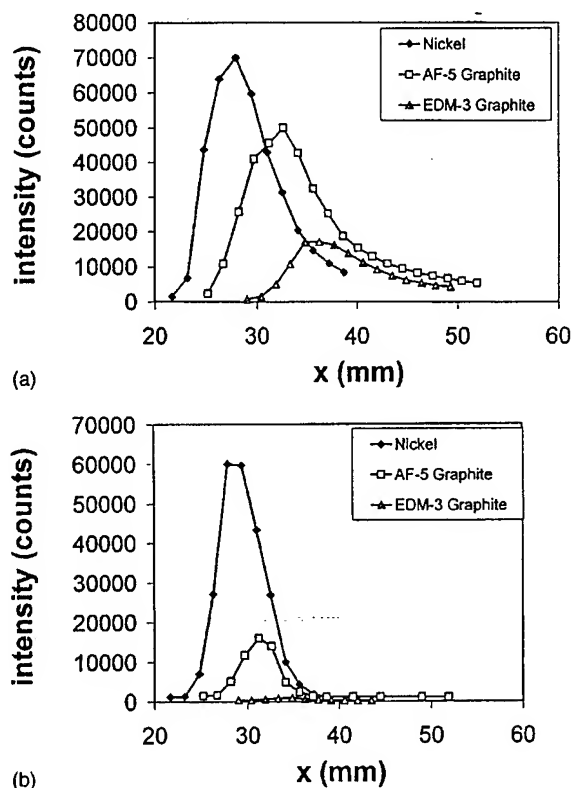 80000
70000
60000
50000
40000
30000
20000
10000
0
intensity (counts)
Nickel
AF-5 Graphite
EDM-3 Graphite
20 30 40 50 60
x (mm)
(a)
70000
60000
50000
40000
30000
20000
10000
0
intensity (counts)
Nickel
AF-5 Graphite
EDM-3 Graphite
20 30 40 50 60
x (mm)
(b)